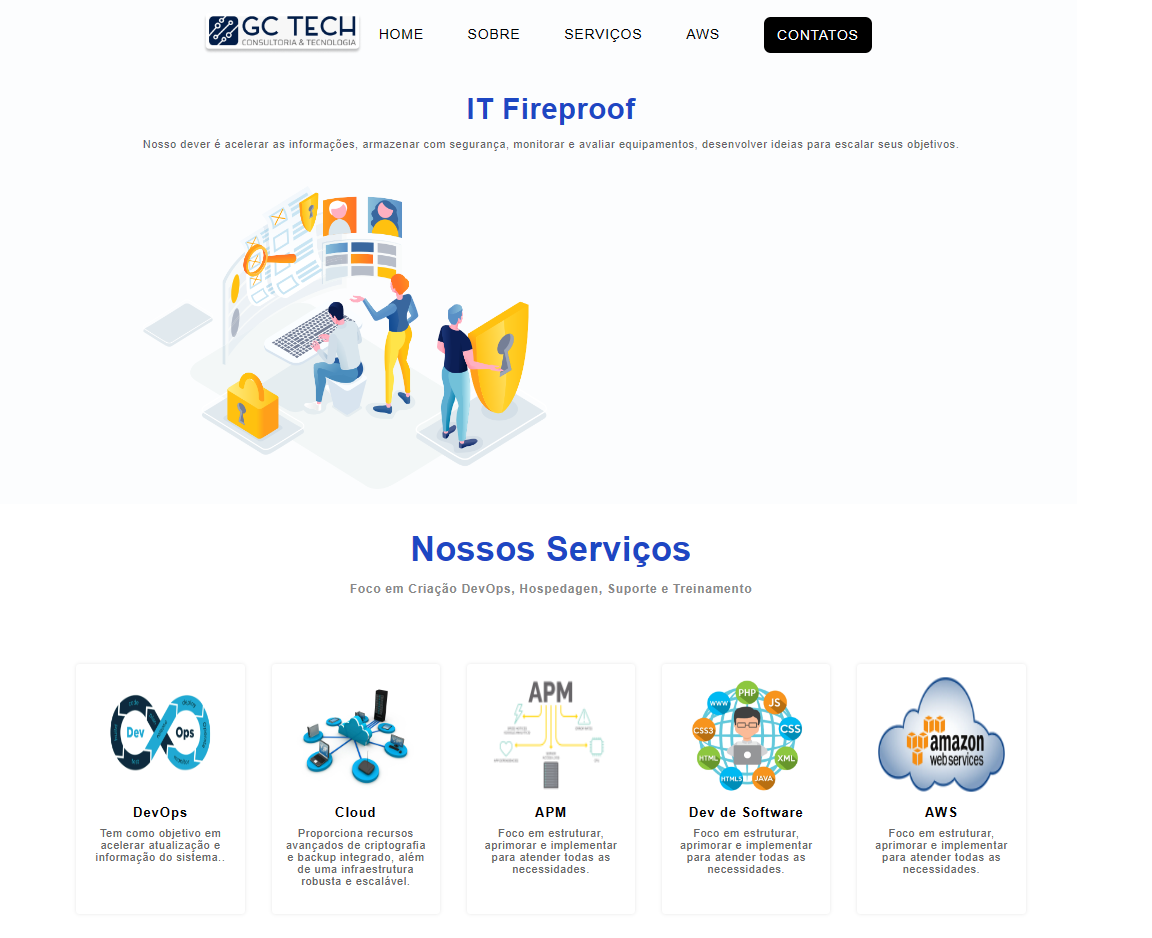 GC TECH
CONSULTORIA & TECNOLOGIA
HOME
SOBRE
SERVIÇOS
AWS
CONTATOS
IT Fireproof
Nosso dever é acelerar as informações, armazenar com segurança, monitorar e avaliar equipamentos, desenvolver ideias para escalar seus objetivos.
Nossos Serviços
Foco em Criação DevOps, Hospedagen, Suporte e Treinamento
Dev
Ops
DevOps
Tem como objetivo em
acelerar atualização e
informação do sistema..
Cloud
Proporciona recursos
avançados de criptografia
e backup integrado, além
de uma infraestrutura
robusta e escalável.
APM
APM
Foco em estruturar,
aprimorar e implementar
para atender todas as
necessidades.
PHP
WWW
JS
CSS3
CSS
HTML
XML
HTML5
JAVA
Dev de Software
Foco em estruturar,
aprimorar e implementar
para atender todas as
necessidades.
amazon
web services
AWS
Foco em estruturar,
aprimorar e implementar
para atender todas as
necessidades.